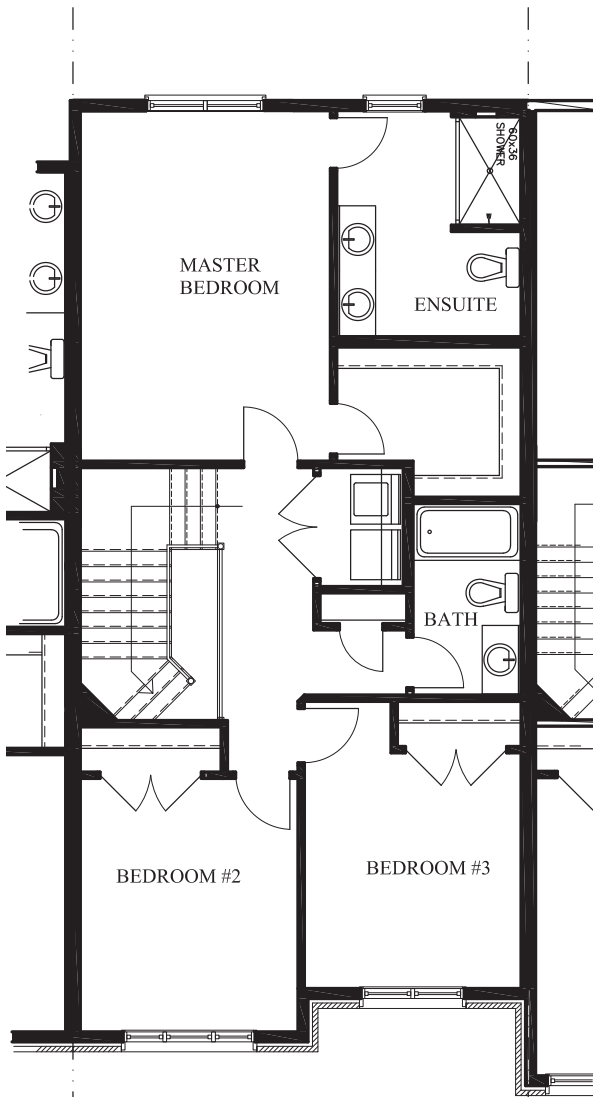 60x36
SHOWER
MASTER
BEDROOM
ENSUITE
BATH
BEDROOM #2
BEDROOM #3